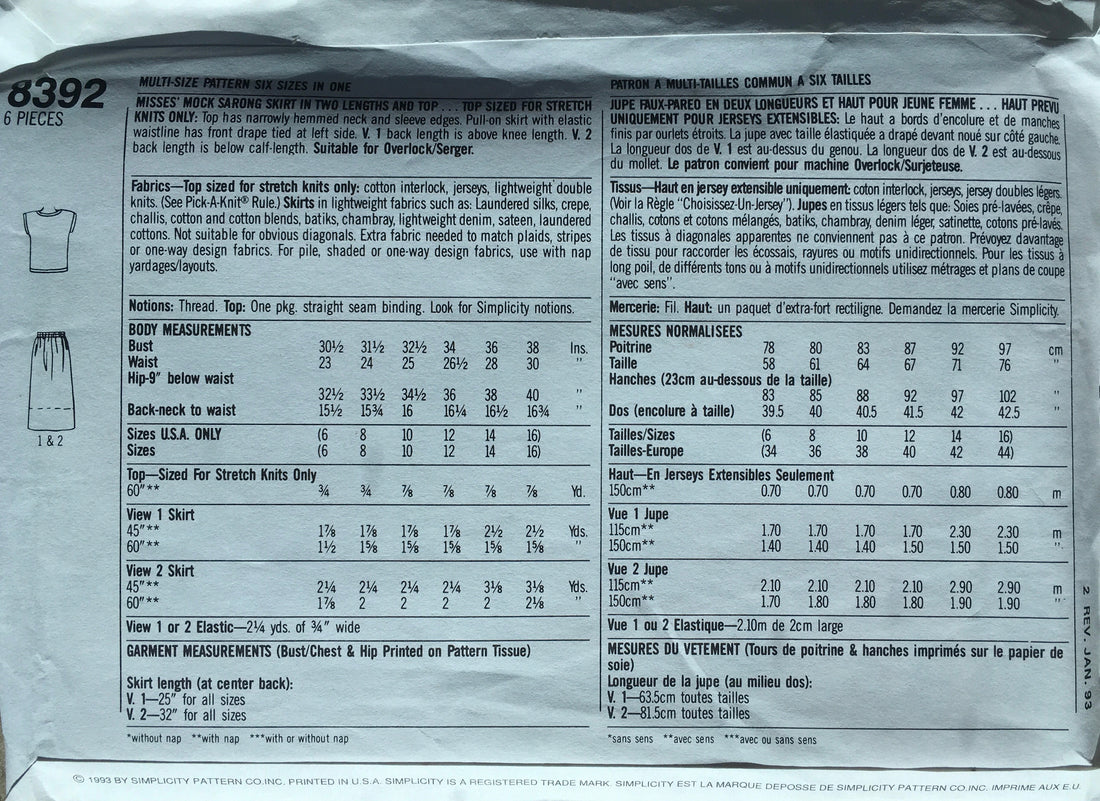 8392
6 PIECES
MULTI-SIZE PATTERN SIX SIZES IN ONE
MISSES' MOCK SARONG SKIRT IN TWO LENGTHS AND TOP . . . TOP SIZED FOR STRETCH
KNITS ONLY: Top has narrowly hemmed neck and sleeve edges. Pull-on skirt with elastic
waistline has front drape tied at left side. V. 1 back length is above knee length. V. 2
back length is below calf-length. Suitable for Overlock/Serger.
Fabrics—Top sized for stretch knits only: cotton interlock, jerseys, lightweight double
knits. (See Pick-A-Knit® Rule.) Skirts in lightweight fabrics such as: Laundered silks, crepe,
challis, cotton and cotton blends, batiks, chambray, lightweight denim, sateen, laundered
cottons. Not suitable for obvious diagonals. Extra fabric needed to match plaids, stripes
or one-way design fabrics. For pile, shaded or one-way design fabrics, use with nap
yardages/layouts.
Notions: Thread. Top: One pkg. straight seam binding. Look for Simplicity notions.
BODY MEASUREMENTS
Bust 30½ 31½ 32½ 34 36 38 Ins.
Waist 23 24 25 26½ 28 30 "
Hip-9" below waist
32½ 33½ 34½ 36 38 40 "
Back-neck to waist 15½ 15¾ 16 16¼ 16½ 16¾ "
Sizes U.S.A. ONLY (6 8 10 12 14 16)
Sizes (6 8 10 12 14 16)
Top—Sized For Stretch Knits Only
60"** ¾ ¾ ⅞ ⅞ ⅞ ⅞ Yd.
View 1 Skirt
45"** 1⅞ 1⅞ 1⅞ 1⅞ 2½ 2½ Yds.
60"** 1½ 1⅝ 1⅝ 1⅝ 1⅝ 1⅝ "
View 2 Skirt
45"** 2¼ 2¼ 2¼ 2¼ 3⅛ 3⅛ Yds.
60"** 1⅞ 2 2 2 2 2⅛ "
View 1 or 2 Elastic—2¼ yds. of ¾" wide
GARMENT MEASUREMENTS (Bust/Chest & Hip Printed on Pattern Tissue)
Skirt length (at center back):
V. 1—25" for all sizes
V. 2—32" for all sizes
*without nap **with nap ***with or without nap
1 & 2
PATRON A MULTI-TAILLES COMMUN A SIX TAILLES
JUPE FAUX-PAREO EN DEUX LONGUEURS ET HAUT POUR JEUNE FEMME . . . HAUT PREVU
UNIQUEMENT POUR JERSEYS EXTENSIBLES: Le haut a bords d'encolure et de manches
finis par ourlets étroits. La jupe avec taille élastiquée a drapé devant noué sur côté gauche.
La longueur dos de V. 1 est au-dessus du genou. La longueur dos de V. 2 est au-dessous
du mollet. Le patron convient pour machine Overlock/Surjeteuse.
Tissus—Haut en jersey extensible uniquement: coton interlock, jerseys, jersey doubles légers.
(Voir la Règle "Choisissez-Un-Jersey"). Jupes en tissus légers tels que: Soies pré-lavées, crêpe,
challis, cotons et cotons mélangés, batiks, chambray, denim léger, satinette, cotons pré-lavés.
Les tissus à diagonales apparentes ne conviennent pas à ce patron. Prévoyez davantage
de tissu pour raccorder les écossais, rayures ou motifs unidirectionnels. Pour les tissus à
long poil, de différents tons ou à motifs unidirectionnels utilisez métrages et plans de coupe
"avec sens".
Mercerie: Fil. Haut: un paquet d'extra-fort rectiligne. Demandez la mercerie Simplicity.
MESURES NORMALISEES
Poitrine 78 80 83 87 92 97 cm
Taille 58 61 64 67 71 76 "
Hanches (23cm au-dessous de la taille)
83 85 88 92 97 102 "
Dos (encolure à taille) 39.5 40 40.5 41.5 42 42.5 "
Tailles/Sizes (6 8 10 12 14 16)
Tailles-Europe (34 36 38 40 42 44)
Haut—En Jerseys Extensibles Seulement
150cm** 0.70 0.70 0.70 0.70 0.80 0.80 m
Vue 1 Jupe
115cm** 1.70 1.70 1.70 1.70 2.30 2.30 m
150cm** 1.40 1.40 1.40 1.50 1.50 1.50 "
Vue 2 Jupe
115cm** 2.10 2.10 2.10 2.10 2.90 2.90 m
150cm** 1.70 1.80 1.80 1.80 1.90 1.90 "
Vue 1 ou 2 Elastique—2.10m de 2cm large
MESURES DU VETEMENT (Tours de poitrine & hanches imprimés sur le papier de
soie)
Longueur de la jupe (au milieu dos):
V. 1—63.5cm toutes tailles
V. 2—81.5cm toutes tailles
*sans sens **avec sens ***avec ou sans sens
2 REV. JAN. 93
© 1993 BY SIMPLICITY PATTERN CO.INC. PRINTED IN U.S.A. SIMPLICITY IS A REGISTERED TRADE MARK. SIMPLICITY EST LA MARQUE DEPOSSE DE SIMPLICITY PATTERN CO.INC. IMPRIME AUX E.U.